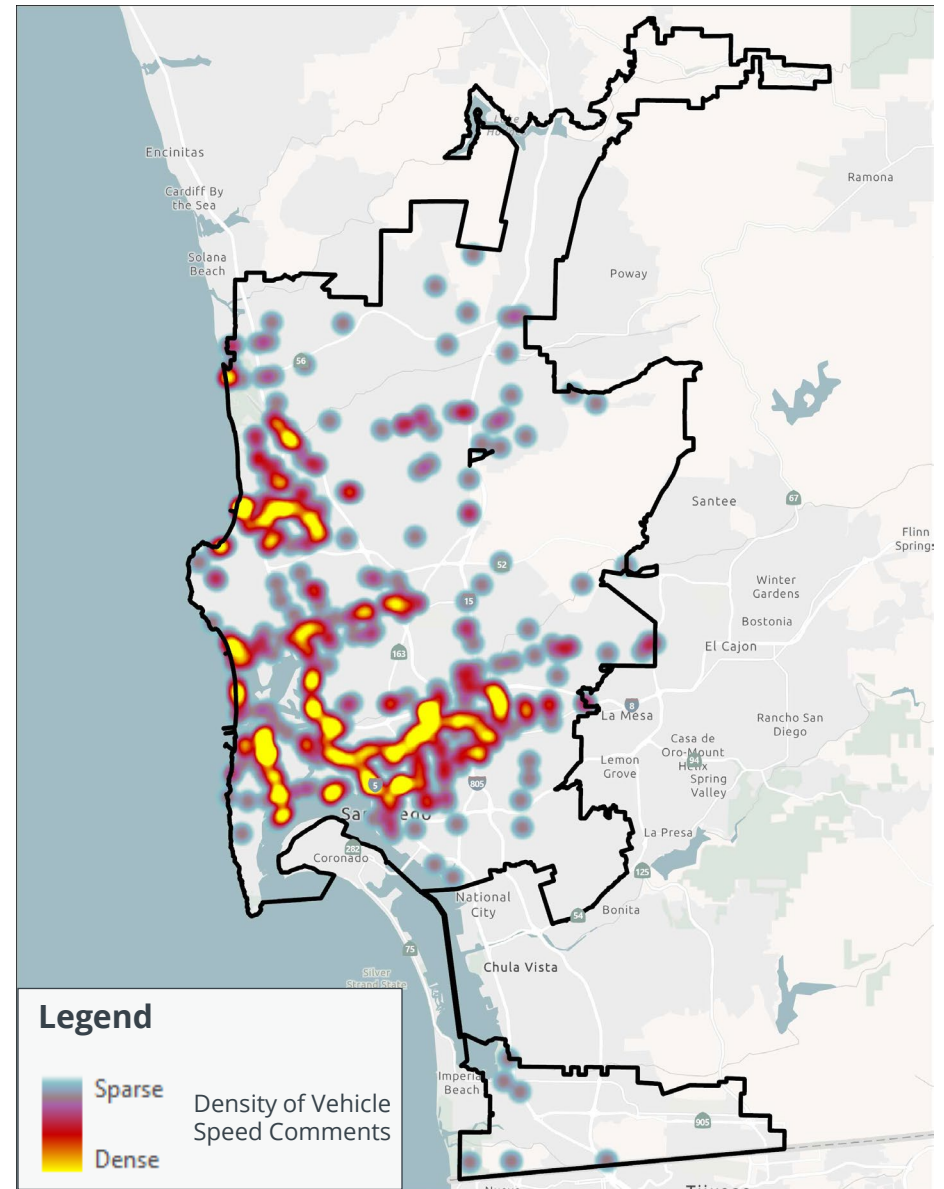 Lake
Encinitas
Cardiff By
the Sea
Ramona
Solana
Beach
Poway
56
Santee
67
Flinn
Springs
52
Winter
Gardens
15
Bostonia
163
El Cajon
8
La Mesa
Rancho San
Diego
Casa de
Oro-Mount
Helix
94
Spring
Valley
Lemon
Grove
5
805
San Diego
La Presa
282
Coronado
125
National
City
54
Bonita
75
Chula Vista
Silver
Strand State
Imperial
Beach
905
Legend
Sparse
Density of Vehicle
Speed Comments
Dense